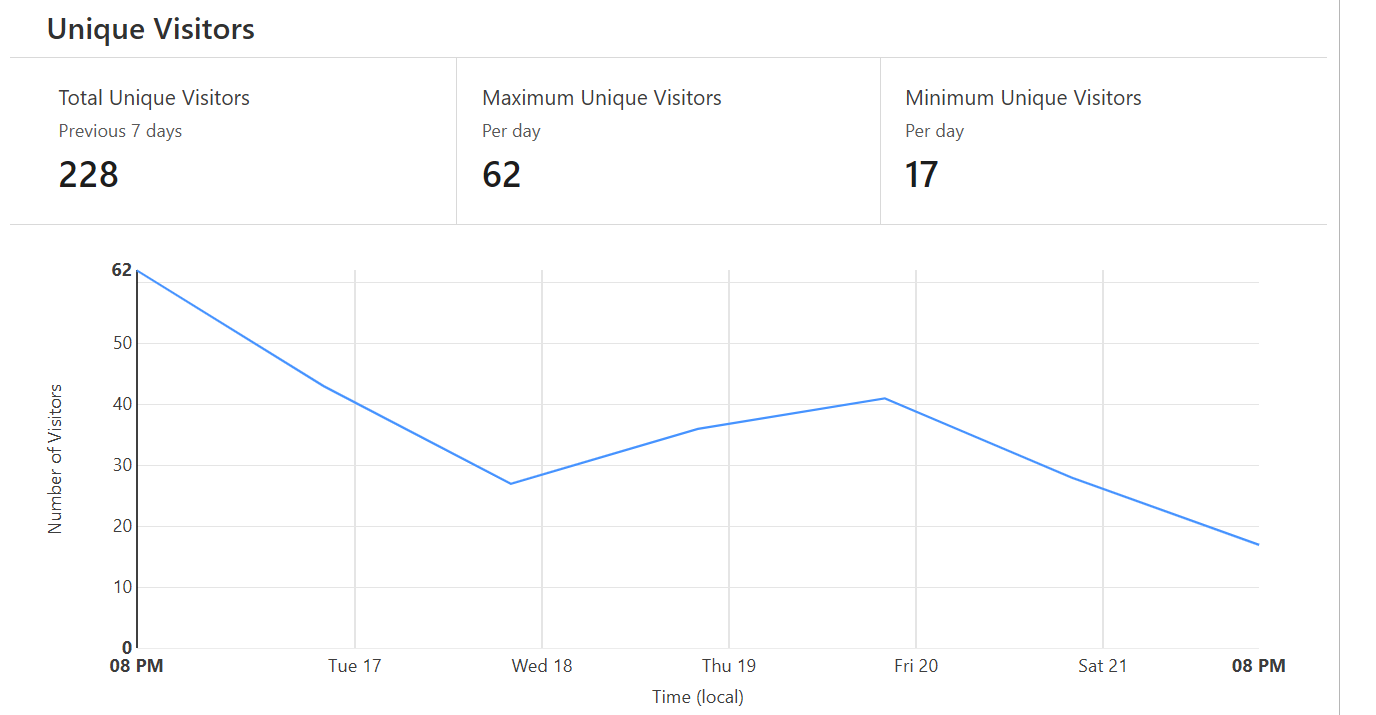 Unique Visitors
Total Unique Visitors
Previous 7 days
228
Maximum Unique Visitors
Per day
62
Minimum Unique Visitors
Per day
17
62
50
40
30
20
10
0
Number of Visitors
08 PM
Tue 17
Wed 18
Thu 19
Fri 20
Sat 21
08 PM
Time (local)